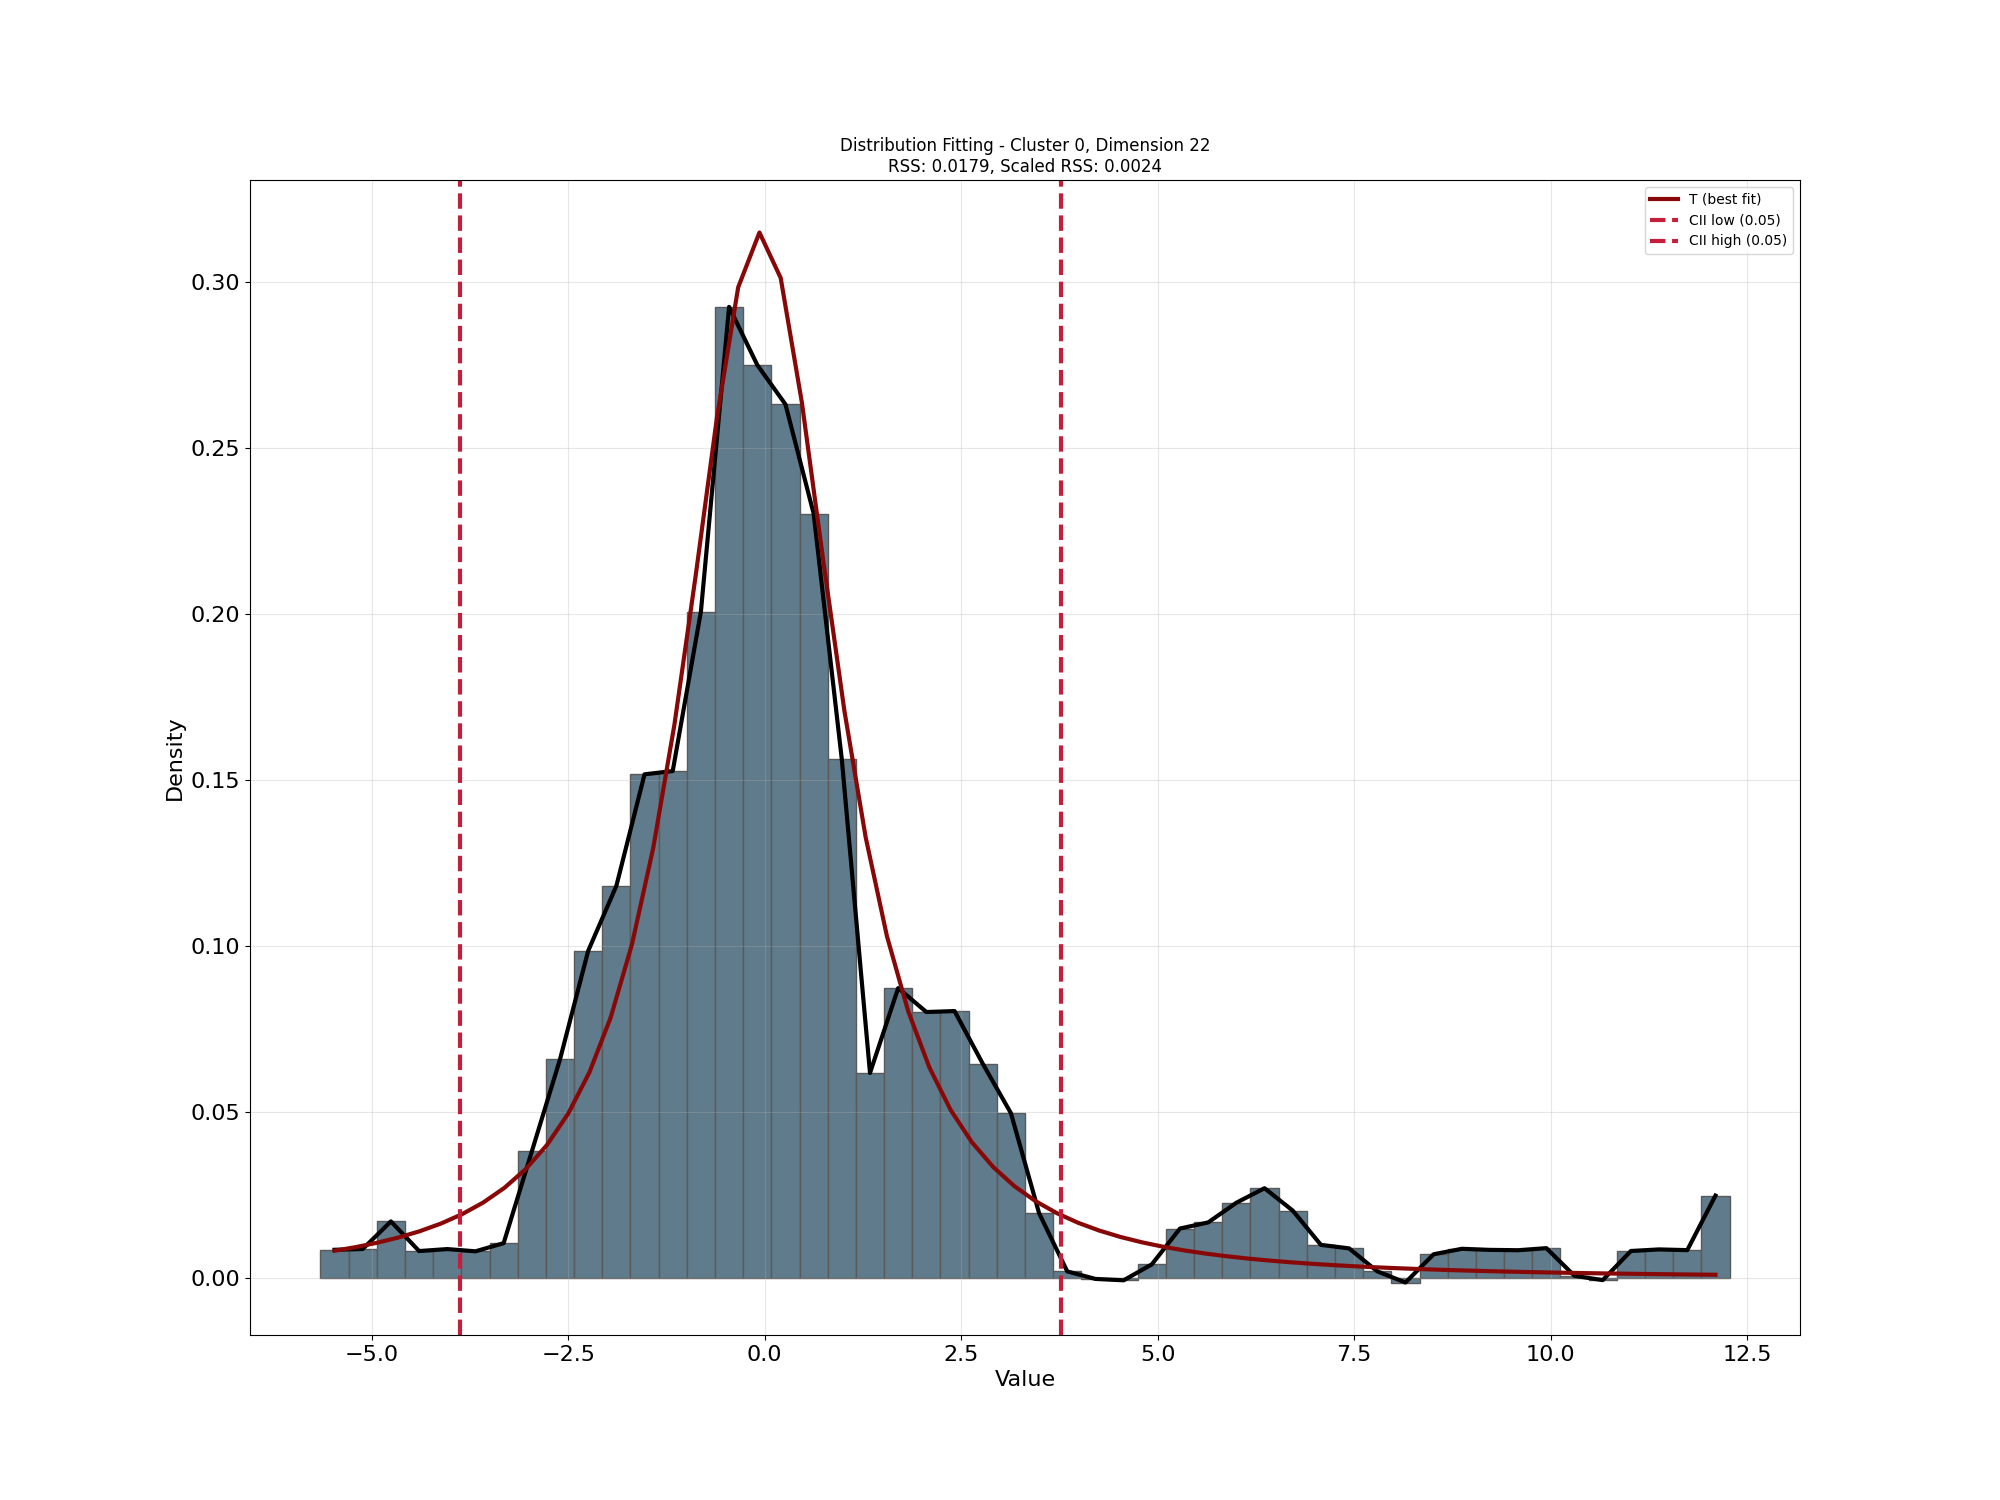 Distribution Fitting - Cluster 0, Dimension 22
RSS: 0.0179, Scaled RSS: 0.0024
T (best fit)
CII low (0.05)
CII high (0.05)
0.30
0.25
0.20
0.15
0.10
0.05
0.00
Density
−5.0 −2.5 0.0 2.5 5.0 7.5 10.0 12.5
Value